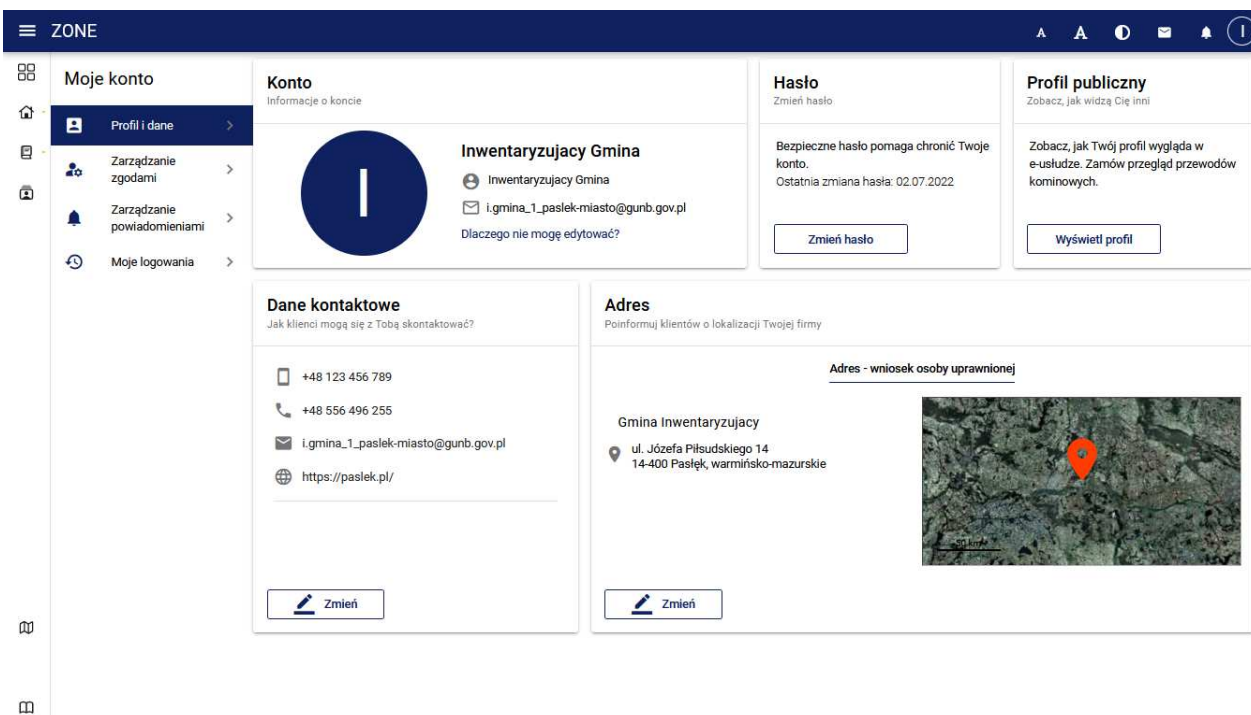 ZONE
A A I
Moje konto
Profil i dane
Zarządzanie
zgodami
Zarządzanie
powiadomieniami
Moje logowania
Konto
Informacje o koncie
I
Inwentaryzujacy Gmina
Inwentaryzujacy Gmina
i.gmina_1_paslek-miasto@gunb.gov.pl
Dlaczego nie mogę edytować?
Hasło
Zmień hasło
Bezpieczne hasło pomaga chronić Twoje
konto.
Ostatnia zmiana hasła: 02.07.2022
Zmień hasło
Profil publiczny
Zobacz, jak widzą Cię inni
Zobacz, jak Twój profil wygląda w
e-usłudze. Zamów przegląd przewodów
kominowych.
Wyświetl profil
Dane kontaktowe
Jak klienci mogą się z Tobą skontaktować?
+48 123 456 789
+48 556 496 255
i.gmina_1_paslek-miasto@gunb.gov.pl
https://paslek.pl/
Zmień
Adres
Poinformuj klientów o lokalizacji Twojej firmy
Adres - wniosek osoby uprawnionej
Gmina Inwentaryzujacy
ul. Józefa Piłsudskiego 14
14-400 Pasłęk, warmińsko-mazurskie
Zmień